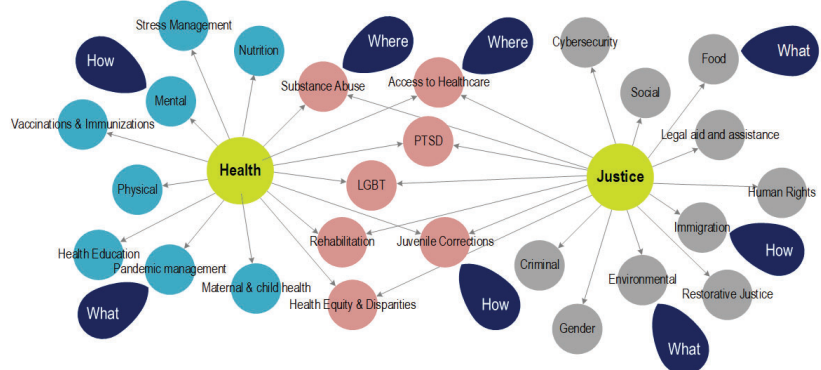 Stress Management
Where
Where
Cybersecurity
What
How
Nutrition
Food
Substance Abuse
Access to Healthcare
Mental
Social
Vaccinations & Immunizations
PTSD
Legal aid and assistance
Health
Justice
Physical
LGBT
Human Rights
Immigration
Rehabilitation
Juvenile Corrections
How
Health Education
Pandemic management
Criminal
Environmental
Maternal & child health
Restorative Justice
Health Equity & Disparities
How
What
Gender
What